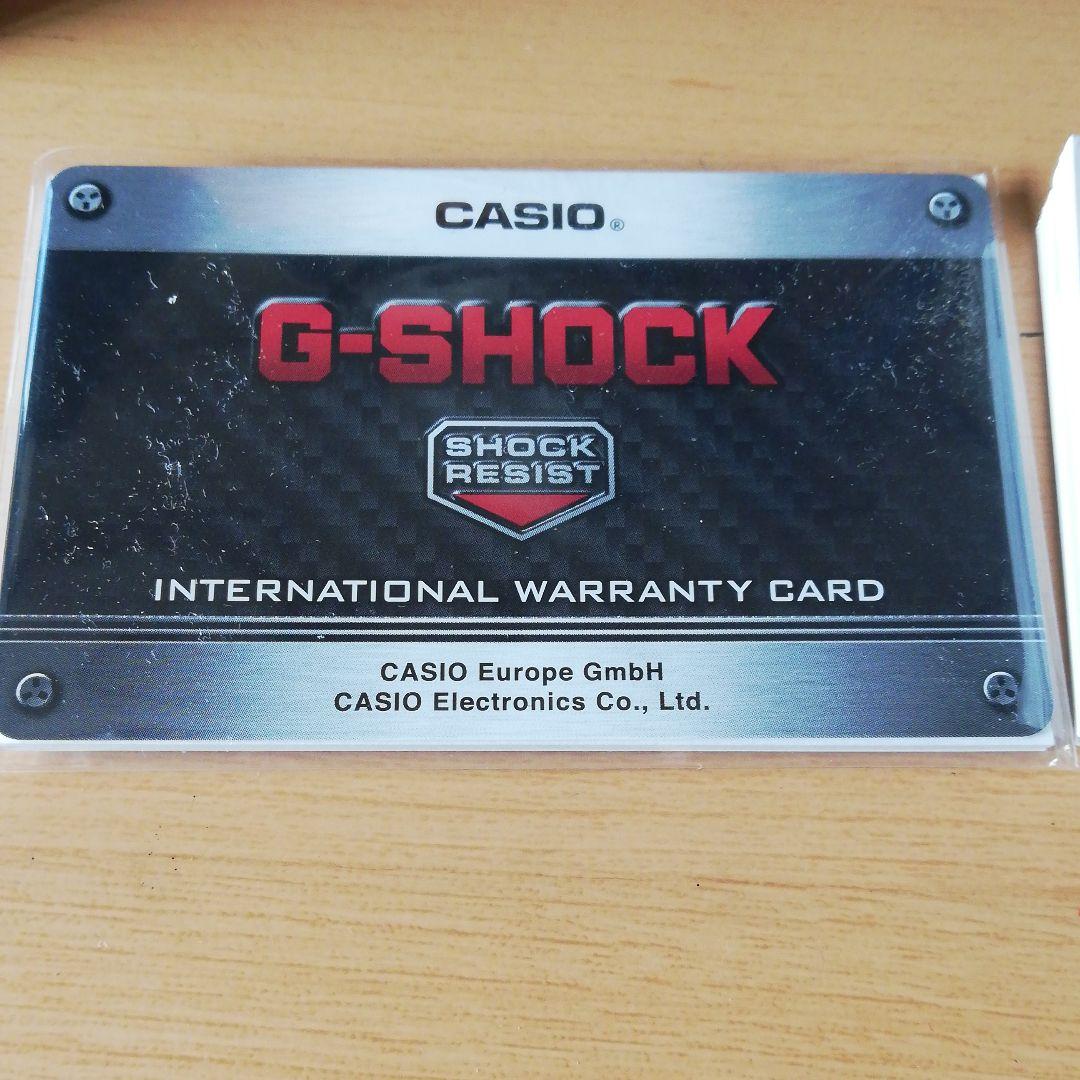 CASIO®
G-SHOCK
SHOCK
RESIST
INTERNATIONAL WARRANTY CARD
CASIO Europe GmbH
CASIO Electronics Co., Ltd.